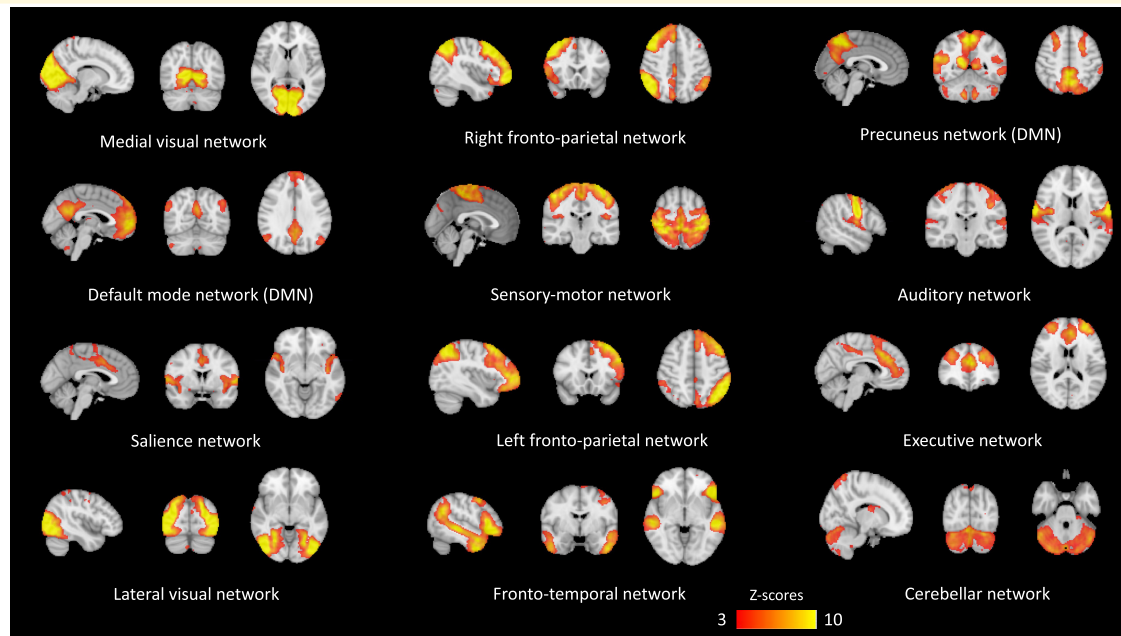 Medial visual network
Right fronto-parietal network
Precuneus network (DMN)
Default mode network (DMN)
Sensory-motor network
Auditory network
Salience network
Left fronto-parietal network
Executive network
Lateral visual network
Fronto-temporal network
Cerebellar network
Z-scores
3 10